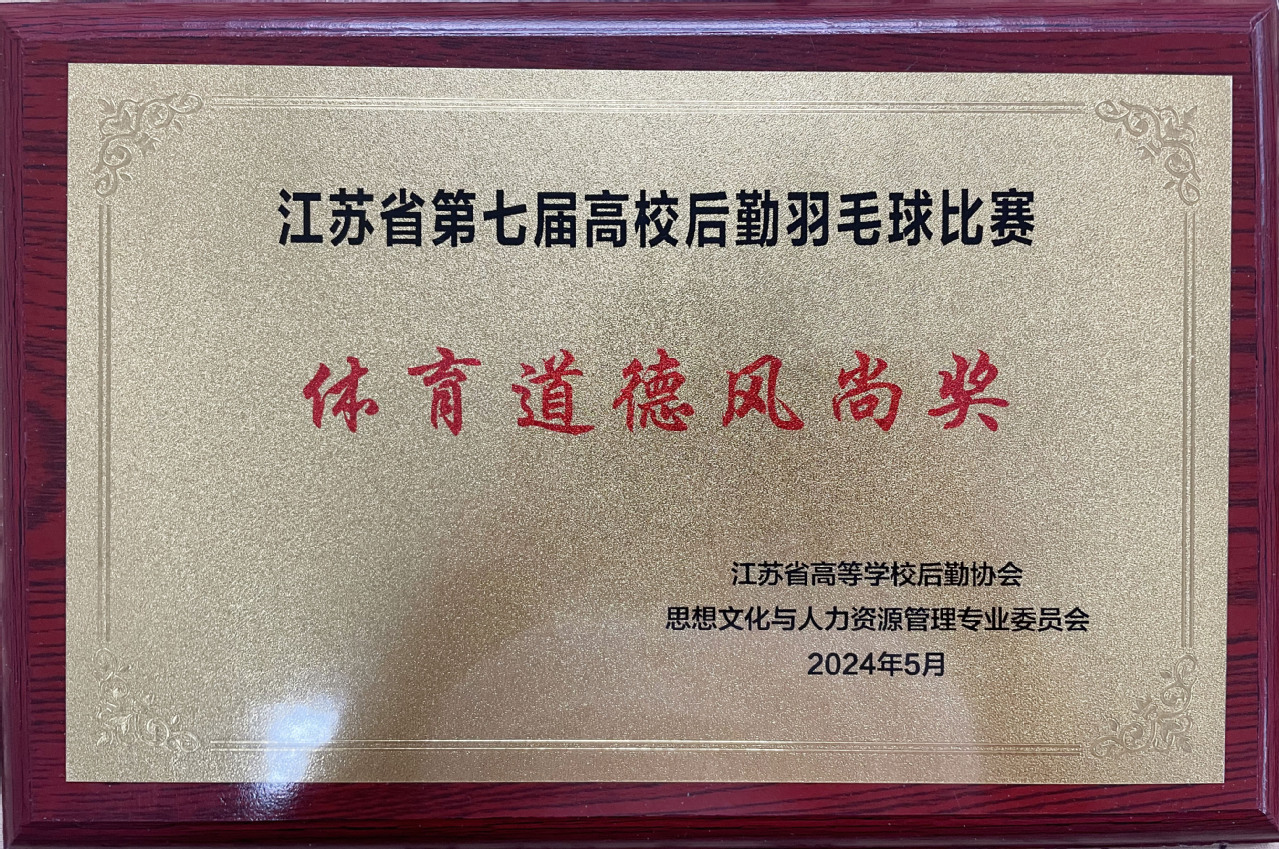 江苏省第七届高校后勤羽毛球比赛
体育道德风尚奖
江苏省高等学校后勤协会
思想文化与人力资源管理专业委员会
2024年5月